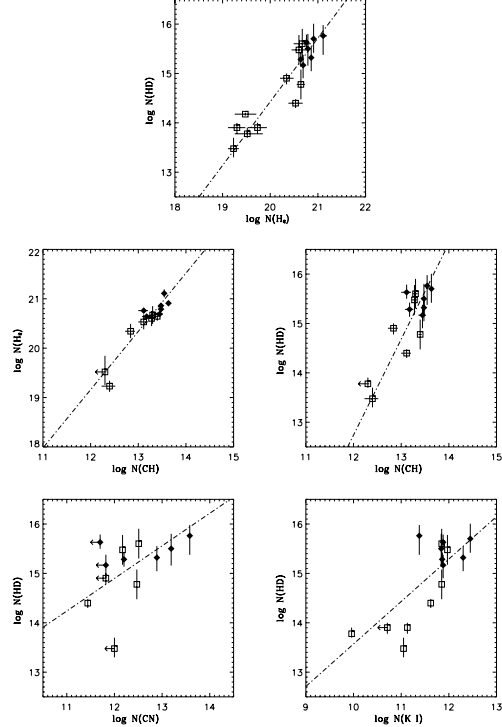 16
15
14
13
log N(HD)
18 19 20 21 22
log N(H₂)
22
21
20
19
18
log N(H₂)
11 12 13 14 15
log N(CH)
16
15
14
13
log N(HD)
11 12 13 14 15
log N(CH)
16
15
14
13
log N(HD)
11 12 13 14
log N(CN)
16
15
14
13
log N(HD)
9 10 11 12 13
log N(K I)